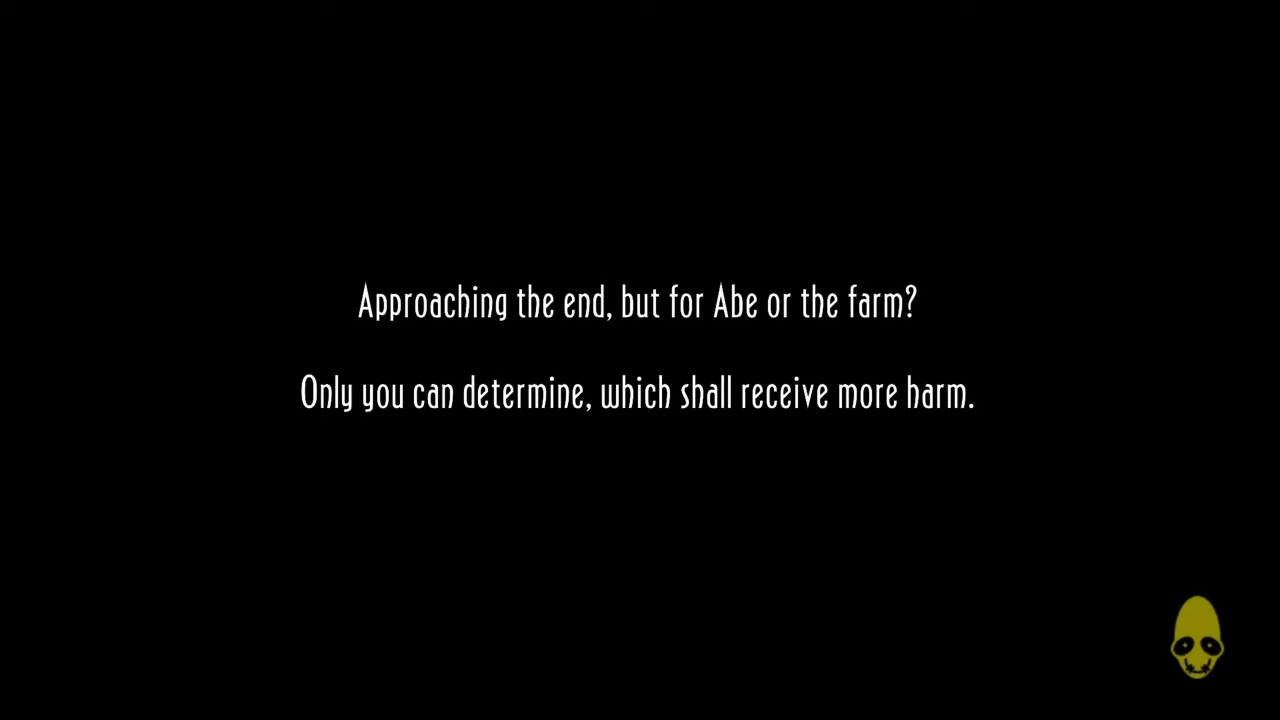 Approaching the end, but for Abe or the farm?
Only you can determine, which shall receive more harm.